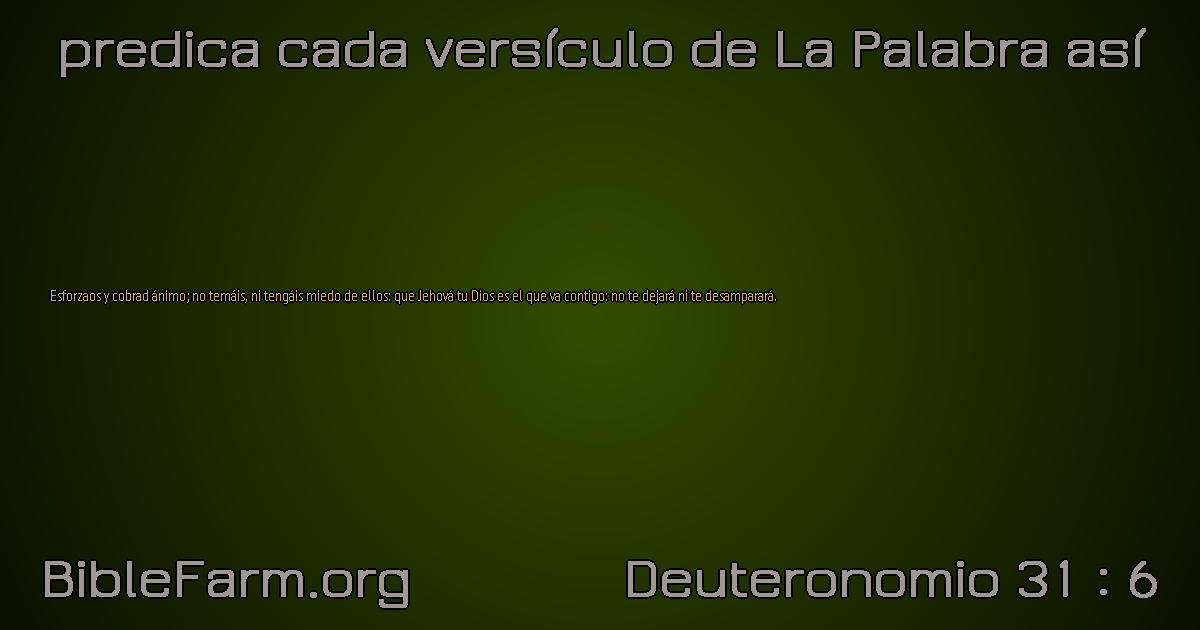 predica cada versículo de La Palabra así
Esforzaos y cobrad ánimo; no temáis, ni tengáis miedo de ellos: que Jehová tu Dios es el que va contigo: no te dejará ni te desamparará.
BibleFarm.org
Deuteronomio 31 : 6